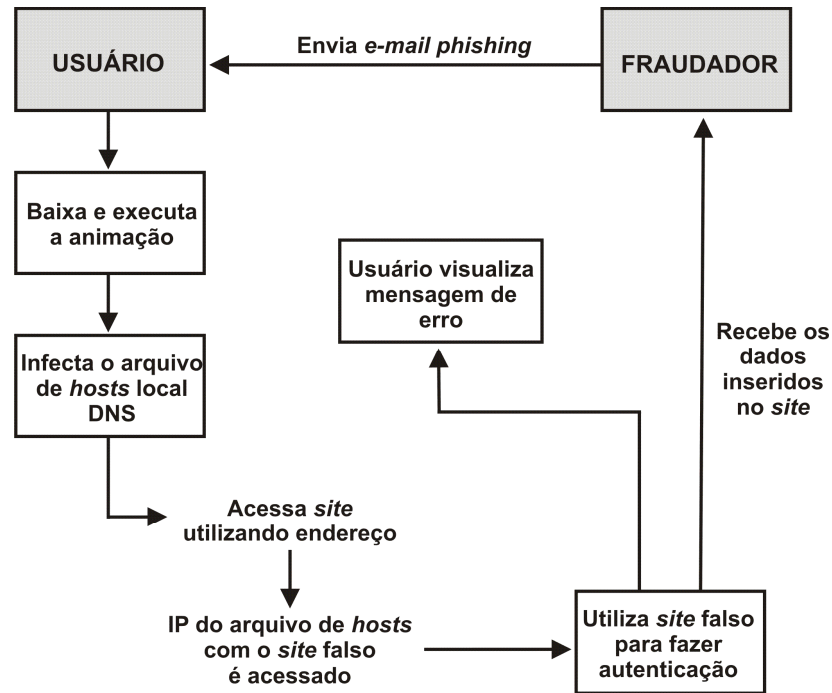 USUÁRIO
Envia e-mail phishing
FRAUDADOR
Baixa e executa
a animação
Infecta o arquivo
de hosts local
DNS
Acessa site
utilizando endereço
IP do arquivo de hosts
com o site falso
é acessado
Utiliza site falso
para fazer
autenticação
Usuário visualiza
mensagem de
erro
Recebe os
dados
inseridos
no site